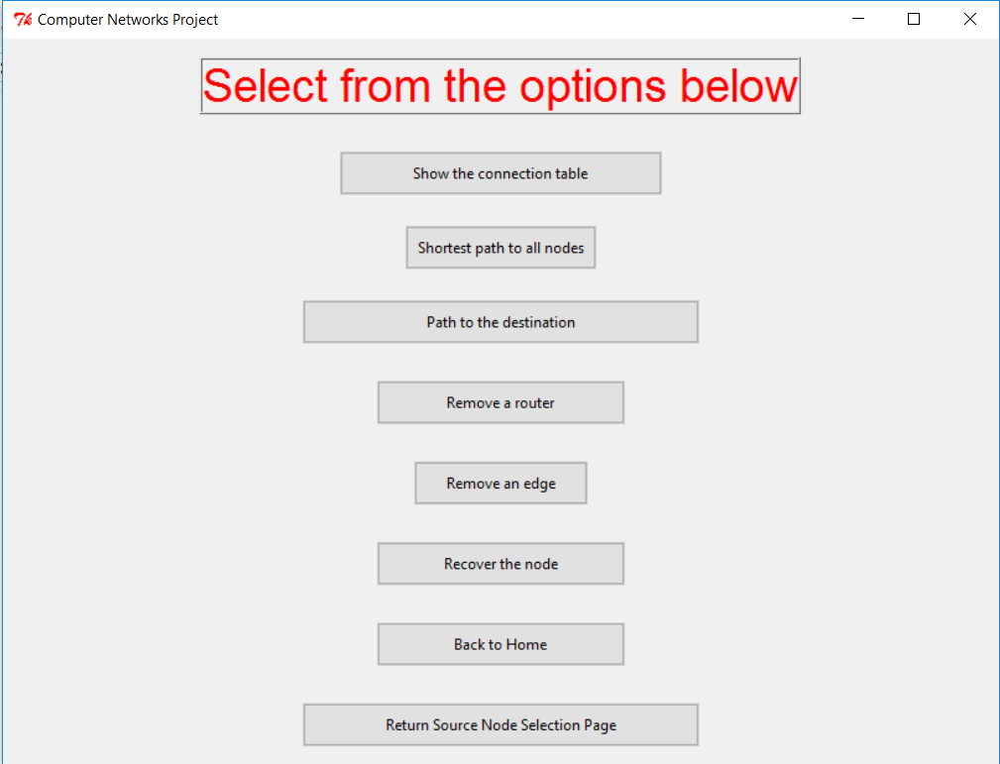 Computer Networks Project
Select from the options below
Show the connection table
Shortest path to all nodes
Path to the destination
Remove a router
Remove an edge
Recover the node
Back to Home
Return Source Node Selection Page